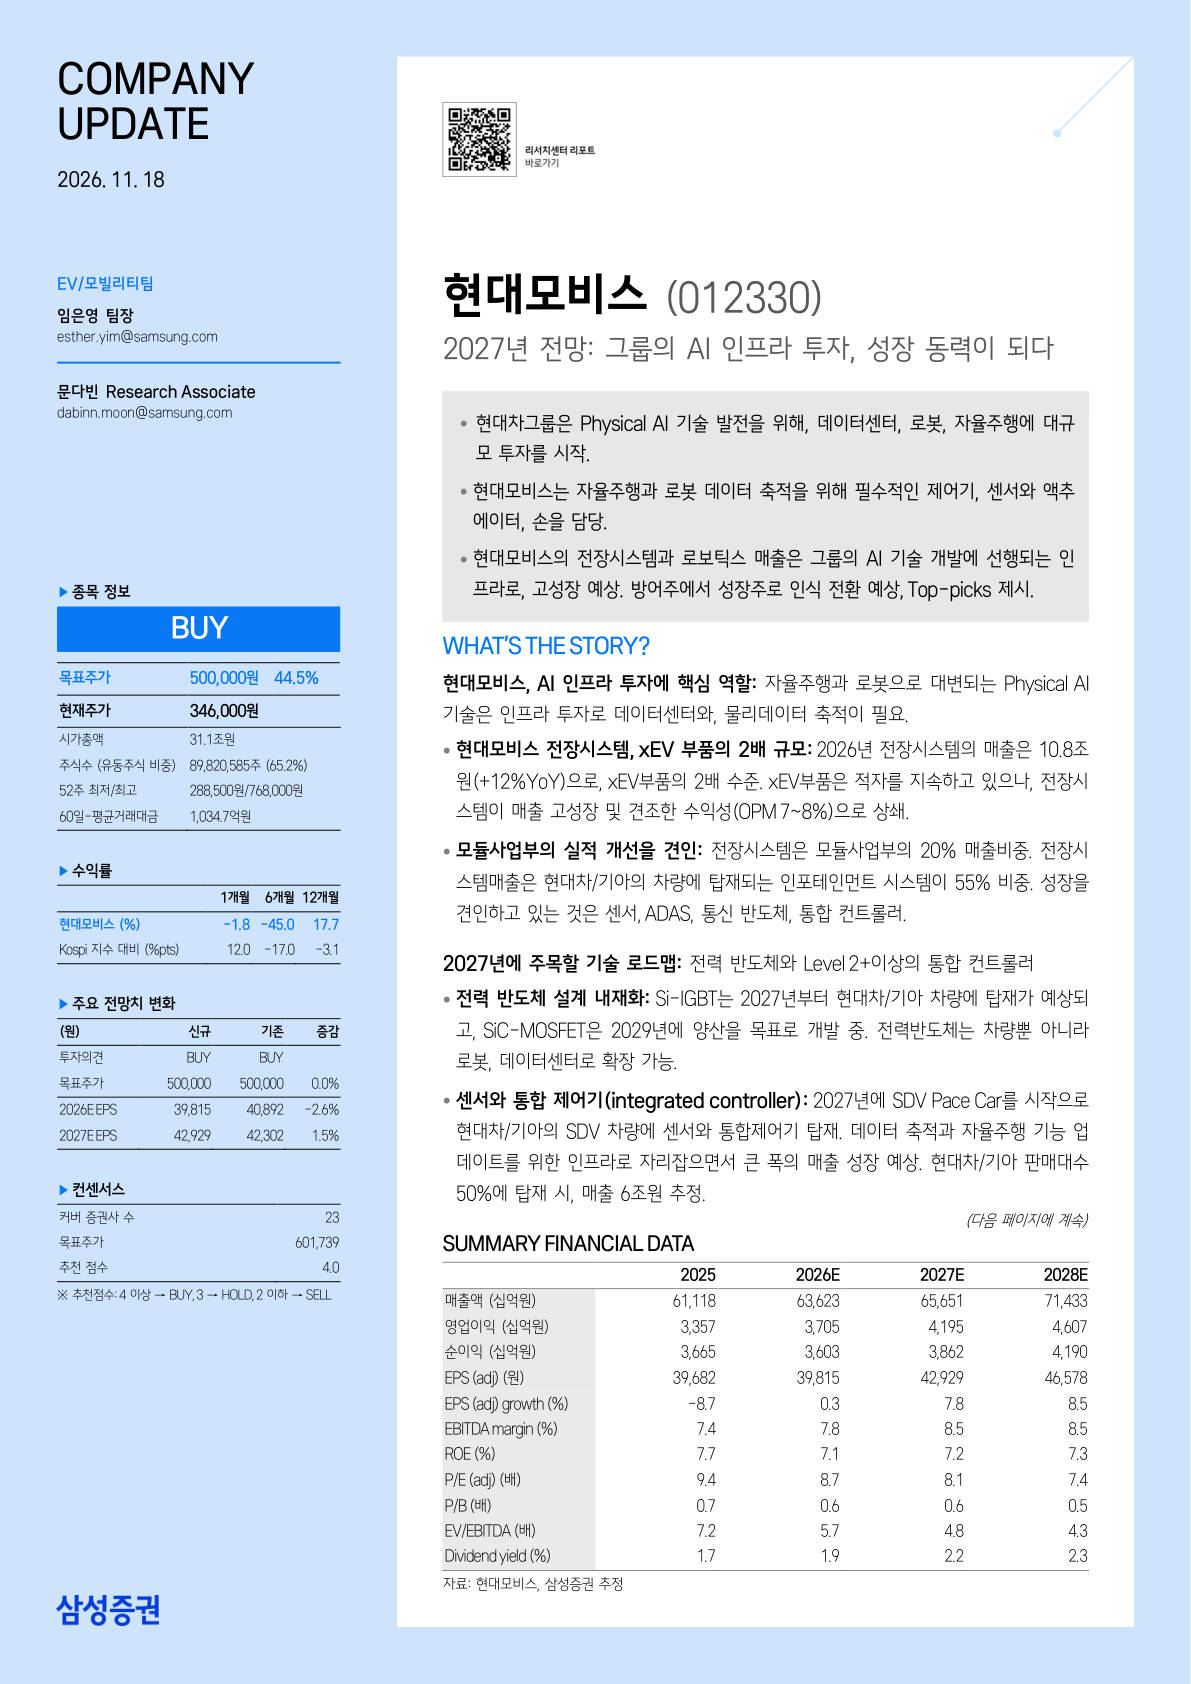 COMPANY
UPDATE
2026. 11. 18
EV/모빌리티팀
임은영 팀장
esther.yim@samsung.com
문다빈 Research Associate
dabinn.moon@samsung.com
▶ 종목 정보
BUY
목표주가 500,000원 44.5%
현재주가 346,000원
시가총액 31.1조원
주식수 (유동주식 비중) 89,820,585주 (65.2%)
52주 최저/최고 288,500원/768,000원
60일-평균거래대금 1,034.7억원
▶ 수익률
1개월 6개월 12개월
현대모비스 (%) -1.8 -45.0 17.7
Kospi 지수 대비 (%pts) 12.0 -17.0 -3.1
▶ 주요 전망치 변화
(원) 신규 기존 증감
투자의견 BUY BUY
목표주가 500,000 500,000 0.0%
2026E EPS 39,815 40,892 -2.6%
2027E EPS 42,929 42,302 1.5%
▶ 컨센서스
커버 증권사 수 23
목표주가 601,739
추천 점수 4.0
※ 추천점수: 4 이상 → BUY, 3 → HOLD, 2 이하 → SELL
삼성증권
리서치센터 리포트
바로가기
현대모비스 (012330)
2027년 전망: 그룹의 AI 인프라 투자, 성장 동력이 되다
• 현대차그룹은 Physical AI 기술 발전을 위해, 데이터센터, 로봇, 자율주행에 대규
모 투자를 시작.
• 현대모비스는 자율주행과 로봇 데이터 축적을 위해 필수적인 제어기, 센서와 액추
에이터, 손을 담당.
• 현대모비스의 전장시스템과 로보틱스 매출은 그룹의 AI 기술 개발에 선행되는 인
프라로, 고성장 예상. 방어주에서 성장주로 인식 전환 예상, Top-picks 제시.
WHAT'S THE STORY?
현대모비스, AI 인프라 투자에 핵심 역할: 자율주행과 로봇으로 대변되는 Physical AI
기술은 인프라 투자로 데이터센터와, 물리데이터 축적이 필요.
• 현대모비스 전장시스템, xEV 부품의 2배 규모: 2026년 전장시스템의 매출은 10.8조
원(+12%YoY)으로, xEV부품의 2배 수준. xEV부품은 적자를 지속하고 있으나, 전장시
스템이 매출 고성장 및 견조한 수익성(OPM 7~8%)으로 상쇄.
• 모듈사업부의 실적 개선을 견인: 전장시스템은 모듈사업부의 20% 매출비중. 전장시
스템매출은 현대차/기아의 차량에 탑재되는 인포테인먼트 시스템이 55% 비중. 성장을
견인하고 있는 것은 센서, ADAS, 통신 반도체, 통합 컨트롤러.
2027년에 주목할 기술 로드맵: 전력 반도체와 Level 2+이상의 통합 컨트롤러
• 전력 반도체 설계 내재화: Si-IGBT는 2027년부터 현대차/기아 차량에 탑재가 예상되
고, SiC-MOSFET은 2029년에 양산을 목표로 개발 중. 전력반도체는 차량뿐 아니라
로봇, 데이터센터로 확장 가능.
• 센서와 통합 제어기(integrated controller): 2027년에 SDV Pace Car를 시작으로
현대차/기아의 SDV 차량에 센서와 통합제어기 탑재. 데이터 축적과 자율주행 기능 업
데이트를 위한 인프라로 자리잡으면서 큰 폭의 매출 성장 예상. 현대차/기아 판매대수
50%에 탑재 시, 매출 6조원 추정.
(다음 페이지에 계속)
SUMMARY FINANCIAL DATA
2025 2026E 2027E 2028E
매출액 (십억원) 61,118 63,623 65,651 71,433
영업이익 (십억원) 3,357 3,705 4,195 4,607
순이익 (십억원) 3,665 3,603 3,862 4,190
EPS (adj) (원) 39,682 39,815 42,929 46,578
EPS (adj) growth (%) -8.7 0.3 7.8 8.5
EBITDA margin (%) 7.4 7.8 8.5 8.5
ROE (%) 7.7 7.1 7.2 7.3
P/E (adj) (배) 9.4 8.7 8.1 7.4
P/B (배) 0.7 0.6 0.6 0.5
EV/EBITDA (배) 7.2 5.7 4.8 4.3
Dividend yield (%) 1.7 1.9 2.2 2.3
자료: 현대모비스, 삼성증권 추정